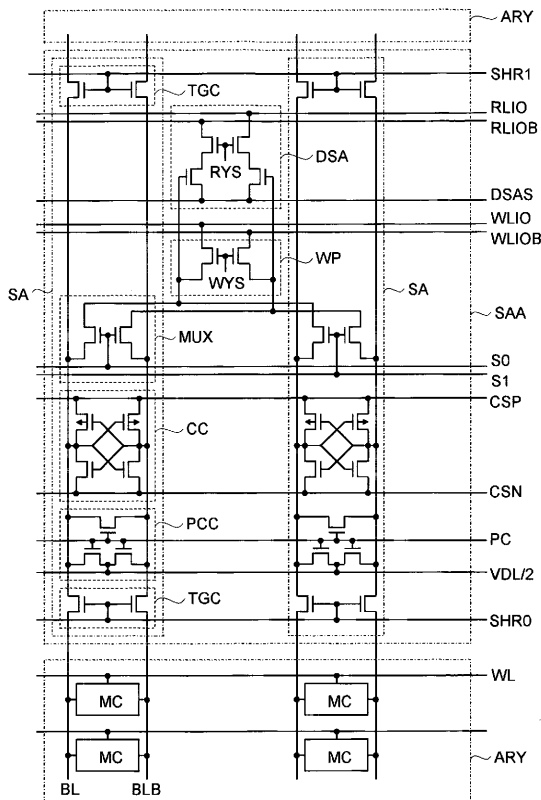 ARY
SHR1
TGC
RLIO
RLIOB
RYS
DSA
DSAS
WLIO
WLIOB
WYS
WP
SA
SA
SAA
MUX
S0
S1
CSP
CC
CSN
PCC
PC
VDL/2
TGC
SHR0
WL
MC
MC
MC
MC
ARY
BL
BLB